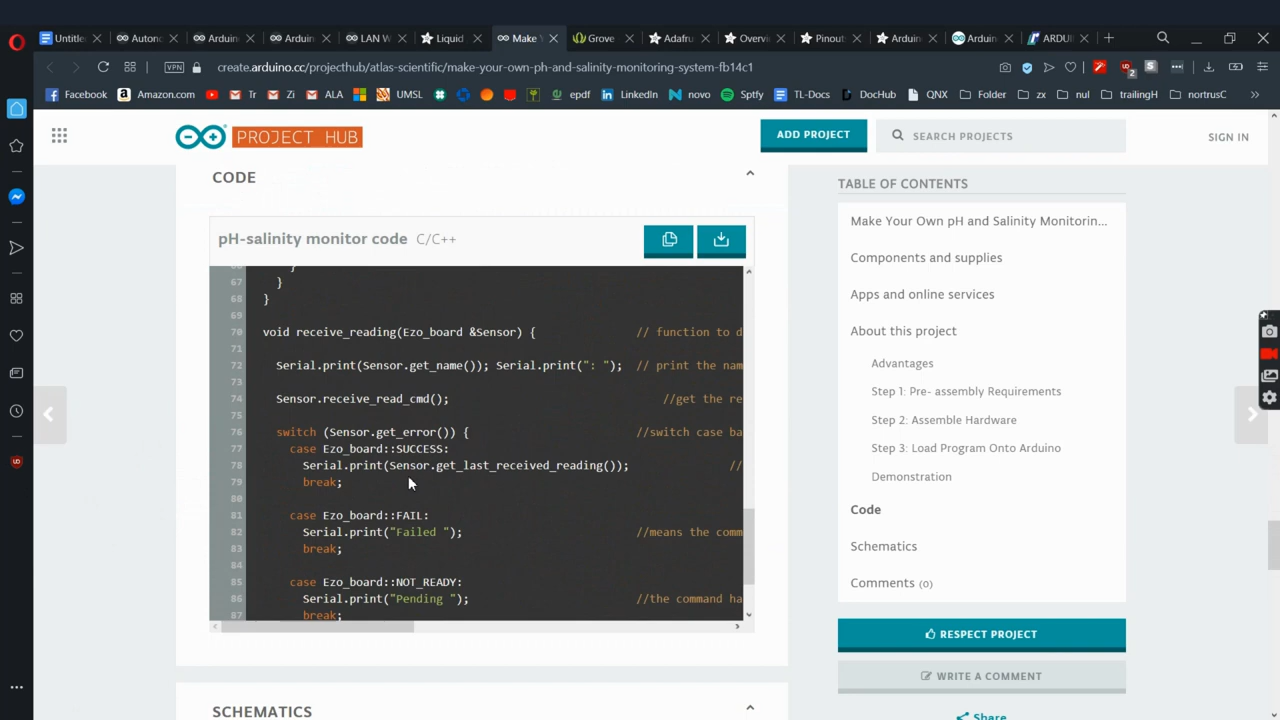 Untitle
Autonc
Arduin
Arduin
LAN W
Liquid
Make
Grove
Adafru
Overvi
Pinout
Arduin
Arduin
ARDUI
VPN
create.arduino.cc/projecthub/atlas-scientific/make-your-own-ph-and-salinity-monitoring-system-fb14c1
2
Facebook
Amazon.com
Tr
Zi
ALA
UMSL
epdf
LinkedIn
novo
Sptfy
TL-Docs
DocHub
QNX
Folder
zx
nul
trailingH
nortrusC
PROJECT HUB
ADD PROJECT
SEARCH PROJECTS
SIGN IN
CODE
pH-salinity monitor code C/C++
66 }
67 }
68 }
69
70 void receive_reading(Ezo_board &Sensor) { // function to d
71
72 Serial.print(Sensor.get_name()); Serial.print(": "); // print the nam
73
74 Sensor.receive_read_cmd(); //get the re
75
76 switch (Sensor.get_error()) { //switch case ba
77 case Ezo_board::SUCCESS:
78 Serial.print(Sensor.get_last_received_reading()); //
79 break;
80
81 case Ezo_board::FAIL:
82 Serial.print("Failed "); //means the comm
83 break;
84
85 case Ezo_board::NOT_READY:
86 Serial.print("Pending "); //the command ha
87 break;
SCHEMATICS
TABLE OF CONTENTS
Make Your Own pH and Salinity Monitorin...
Components and supplies
Apps and online services
About this project
Advantages
Step 1: Pre- assembly Requirements
Step 2: Assemble Hardware
Step 3: Load Program Onto Arduino
Demonstration
Code
Schematics
Comments (0)
RESPECT PROJECT
WRITE A COMMENT
Share